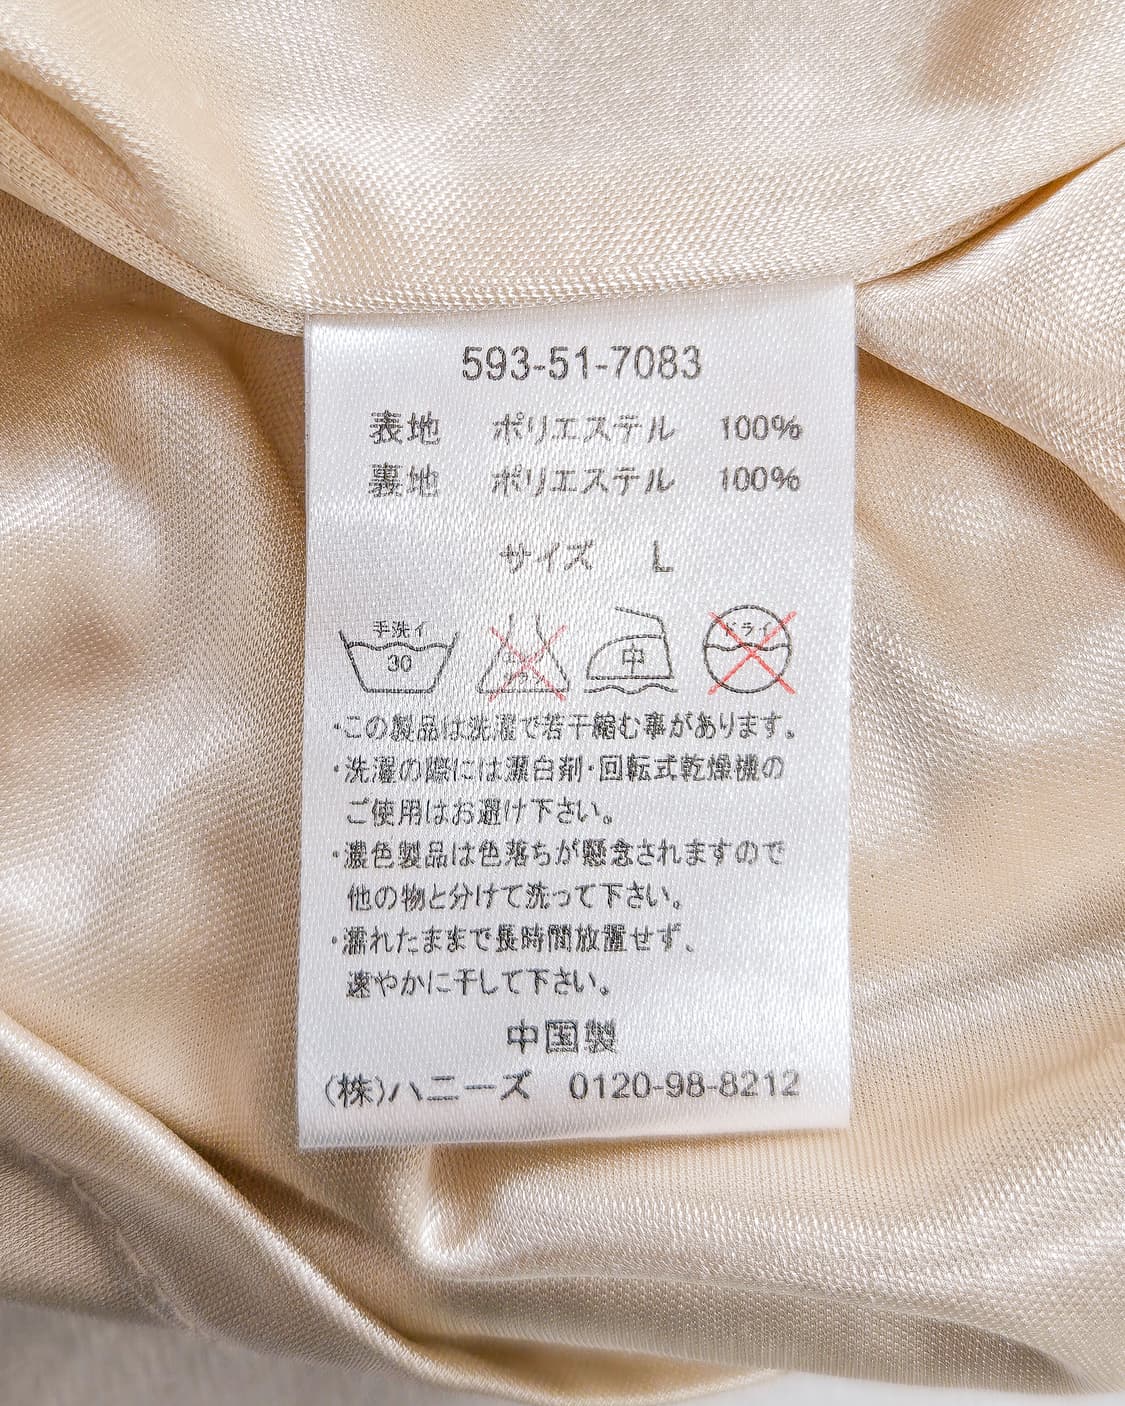 593-51-7083
表地 ポリエステル 100%
裏地 ポリエステル 100%
サイズ L
手洗イ
30
エンソ
サラシ
中
ドライ
・この製品は洗濯で若干縮む事があります。
・洗濯の際には漂白剤・回転式乾燥機の
ご使用はお避け下さい。
・濃色製品は色落ちが懸念されますので
他の物と分けて洗って下さい。
・濡れたままで長時間放置せず、
速やかに干して下さい。
中国製
(株)ハニーズ 0120-98-8212